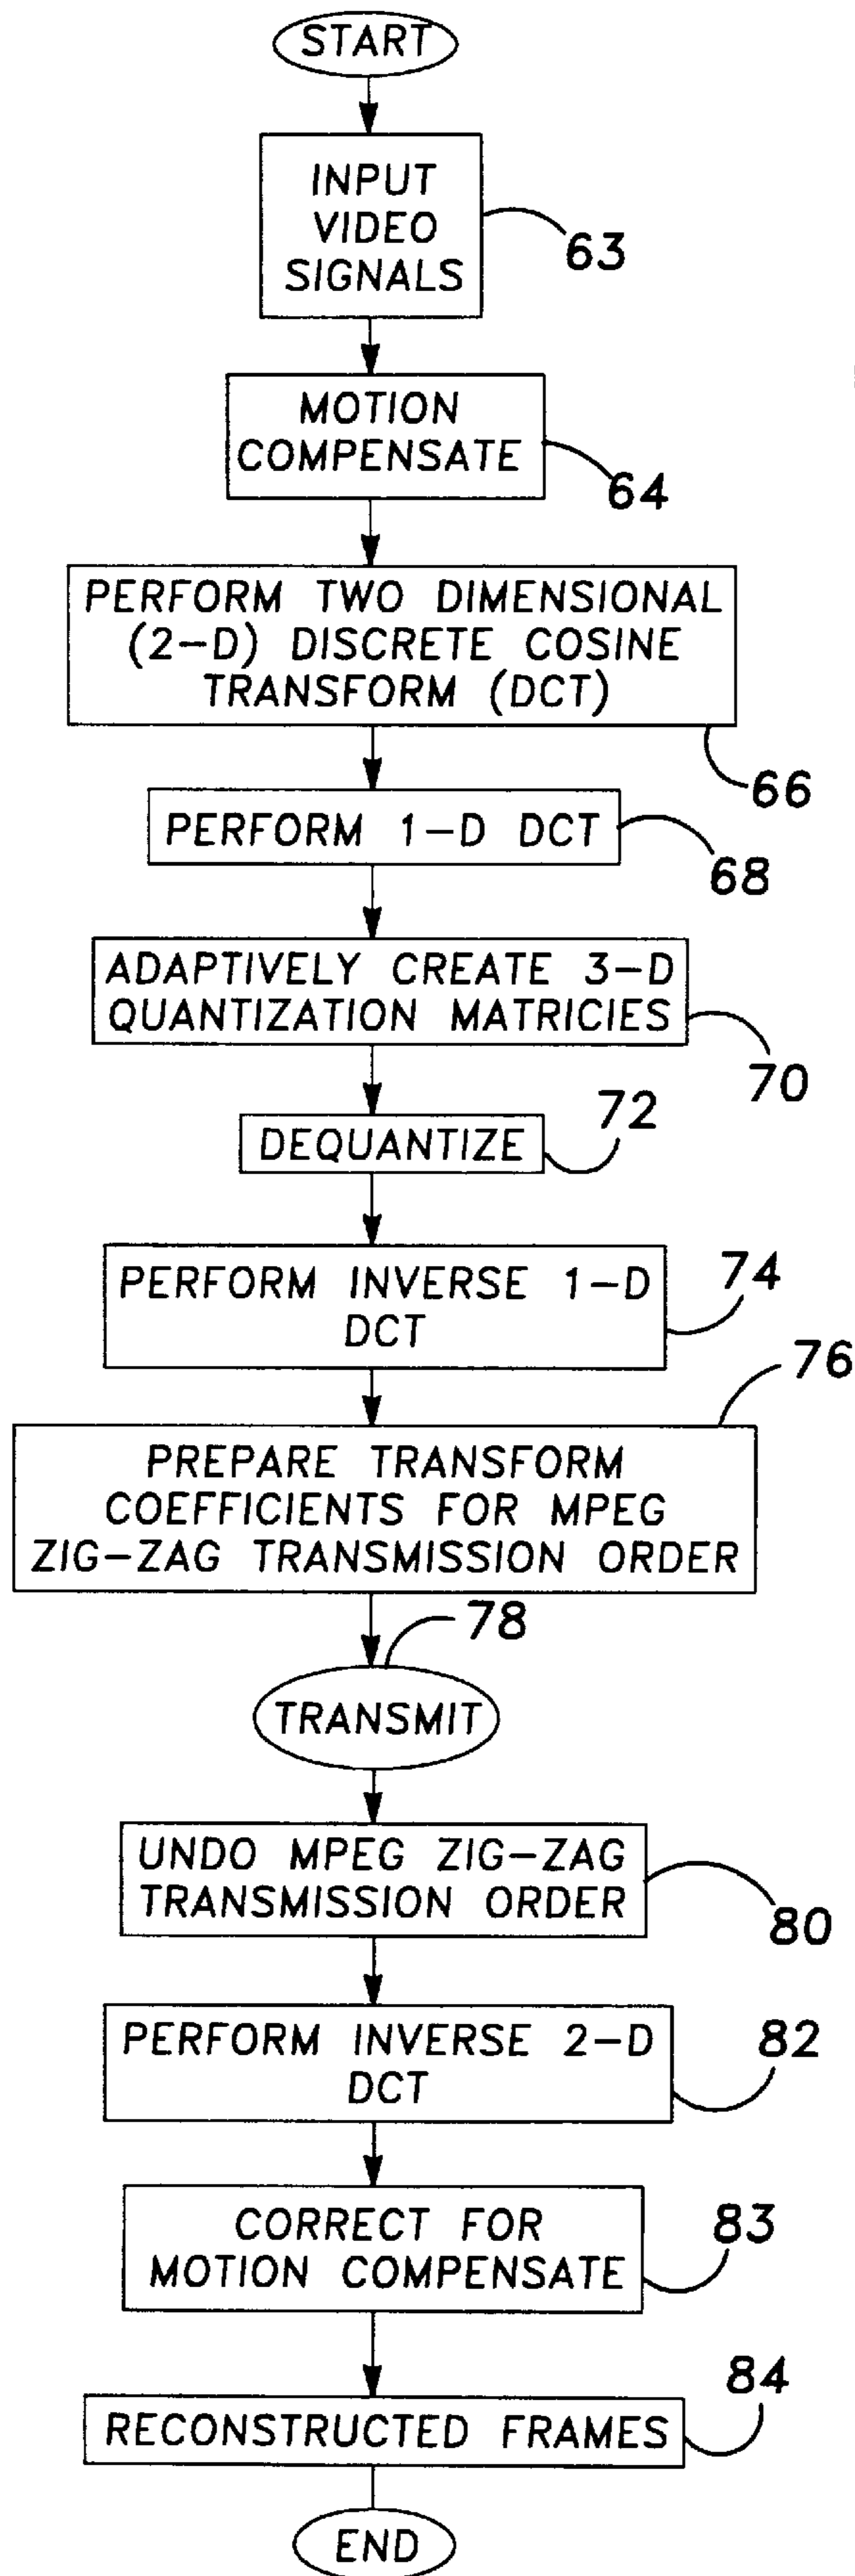 START
INPUT
VIDEO
SIGNALS
63
MOTION
COMPENSATE
64
PERFORM TWO DIMENSIONAL
(2-D) DISCRETE COSINE
TRANSFORM (DCT)
66
PERFORM 1-D DCT
68
ADAPTIVELY CREATE 3-D
QUANTIZATION MATRICIES
70
72
DEQUANTIZE
PERFORM INVERSE 1-D
DCT
74
76
PREPARE TRANSFORM
COEFFICIENTS FOR MPEG
ZIG-ZAG TRANSMISSION ORDER
78
TRANSMIT
UNDO MPEG ZIG-ZAG
TRANSMISSION ORDER
80
PERFORM INVERSE 2-D
DCT
82
CORRECT FOR
MOTION COMPENSATE
83
84
RECONSTRUCTED FRAMES
END